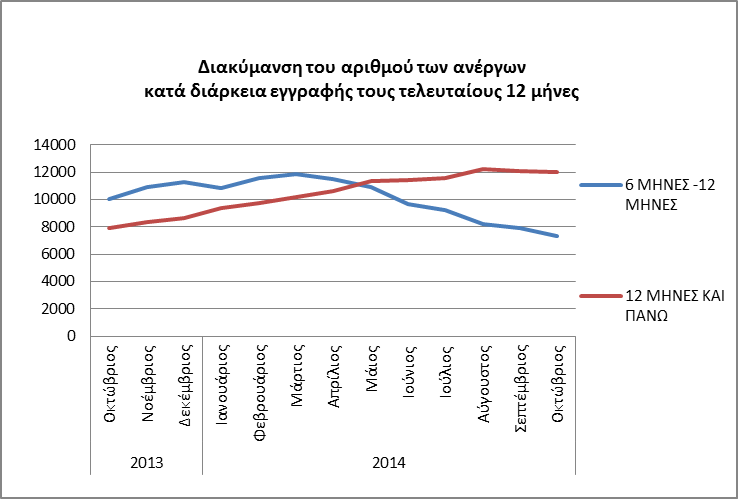 Διακύμανση του αριθμού των ανέργων
κατά διάρκεια εγγραφής τους τελευταίους 12 μήνες
14000
12000
10000
8000
6000
4000
2000
0
6 ΜΗΝΕΣ -12
ΜΗΝΕΣ
12 ΜΗΝΕΣ ΚΑΙ
ΠΑΝΩ
Οκτώβριος
Νοέμβριος
Δεκέμβριος
Ιανουάριος
Φεβρουάριος
Μάρτιος
Απρίλιος
Μάιος
Ιούνιος
Ιούλιος
Αύγουστος
Σεπτέμβριος
Οκτώβριος
2013
2014